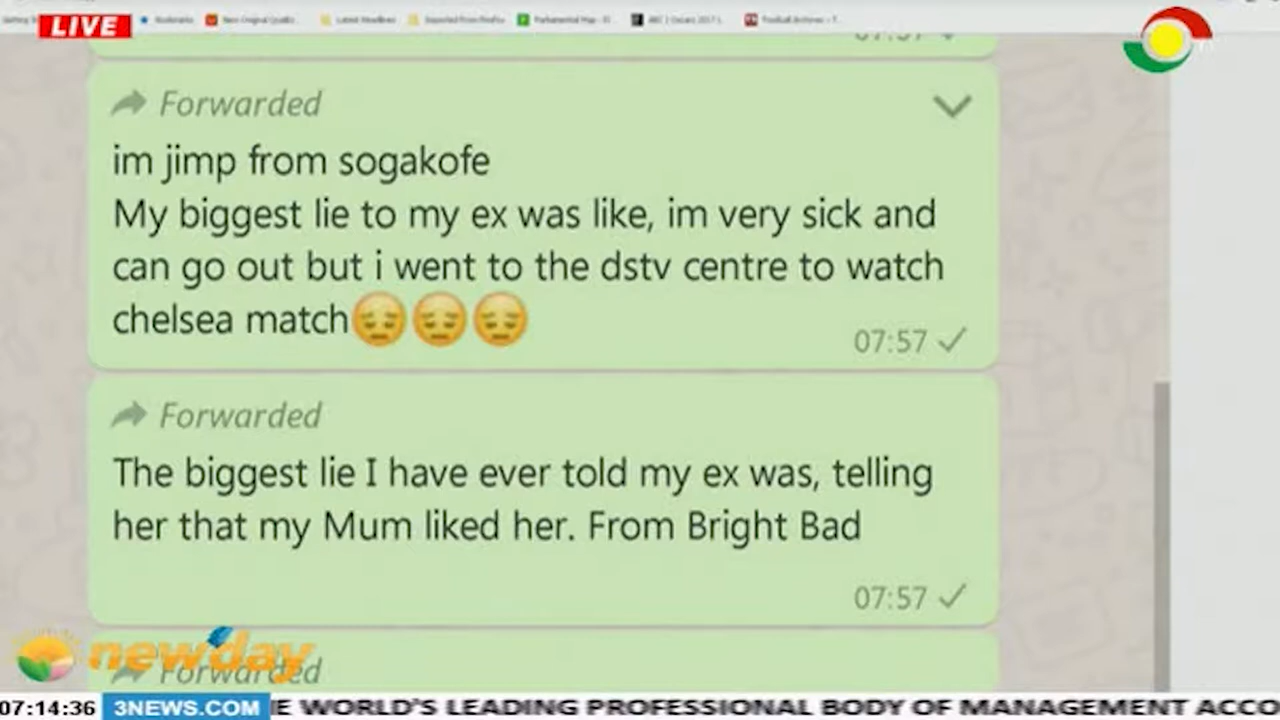 LIVE
Bookmarks
Forwarded
im jimp from sogakofe
My biggest lie to my ex was like, im very sick and
can go out but i went to the dstv centre to watch
chelsea match😔😔😔
07:57
Forwarded
The biggest lie I have ever told my ex was, telling
her that my Mum liked her. From Bright Bad
07:57
newday
Forwarded
07:14:36
3NEWS.COM
E WORLD'S LEADING PROFESSIONAL BODY OF MANAGEMENT ACCO